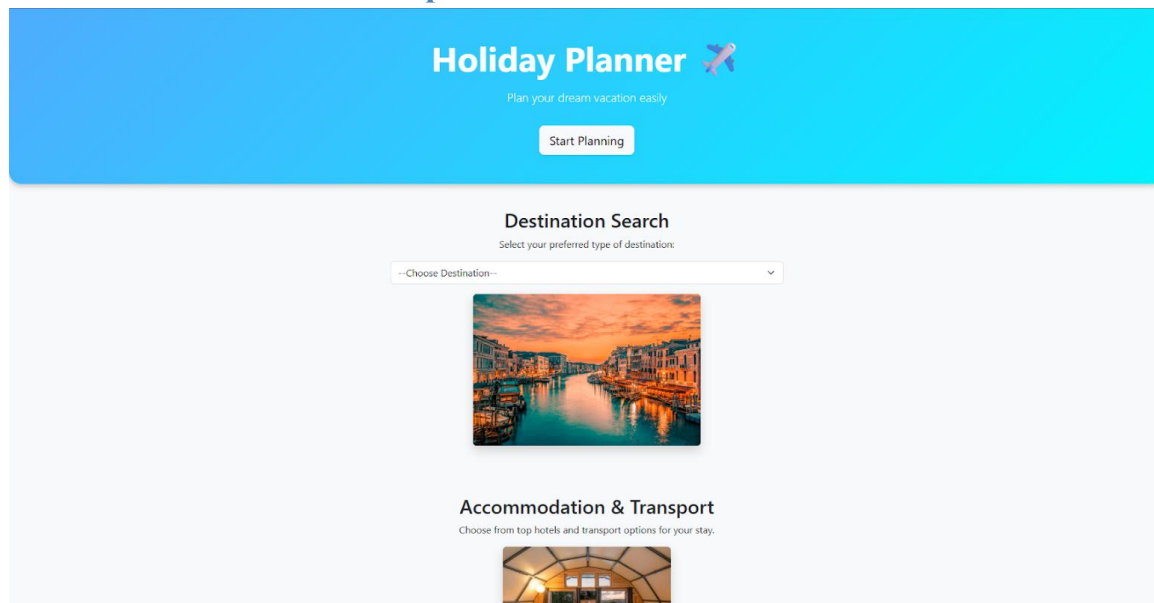 Holiday Planner
Plan your dream vacation easily
Start Planning
Destination Search
Select your preferred type of destination:
--Choose Destination--
Accommodation & Transport
Choose from top hotels and transport options for your stay.